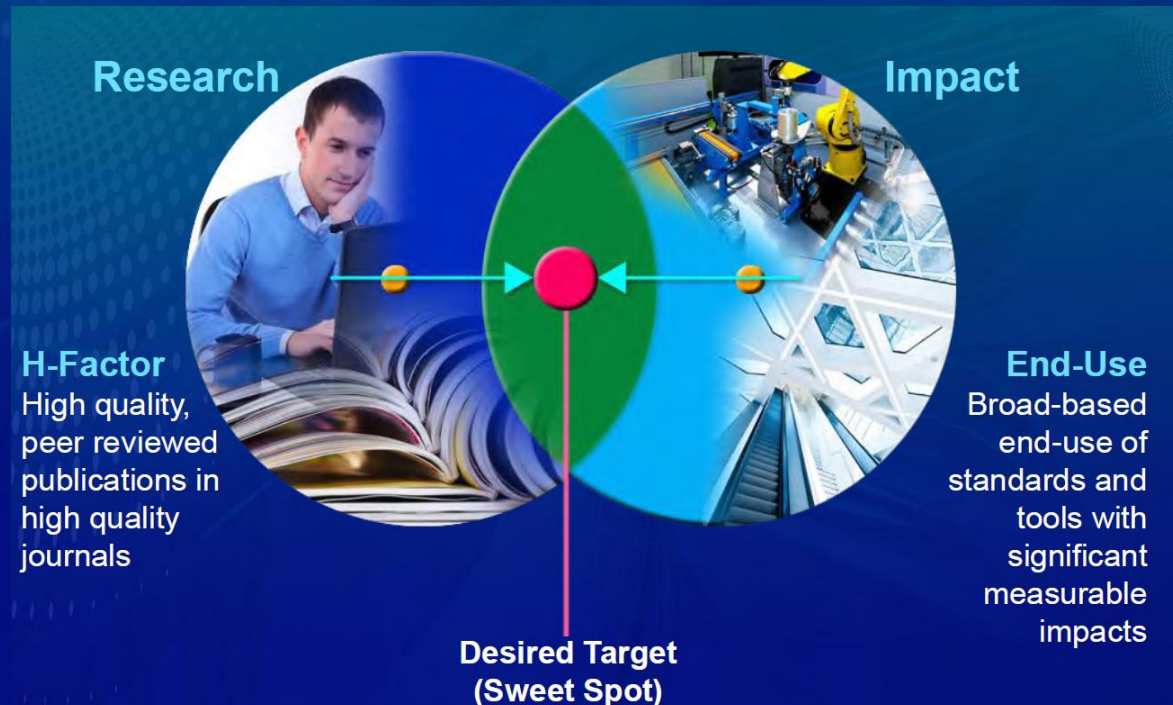 Research
Impact
H-Factor
High quality,
peer reviewed
publications in
high quality
journals
End-Use
Broad-based
end-use of
standards and
tools with
significant
measurable
impacts
Desired Target
(Sweet Spot)